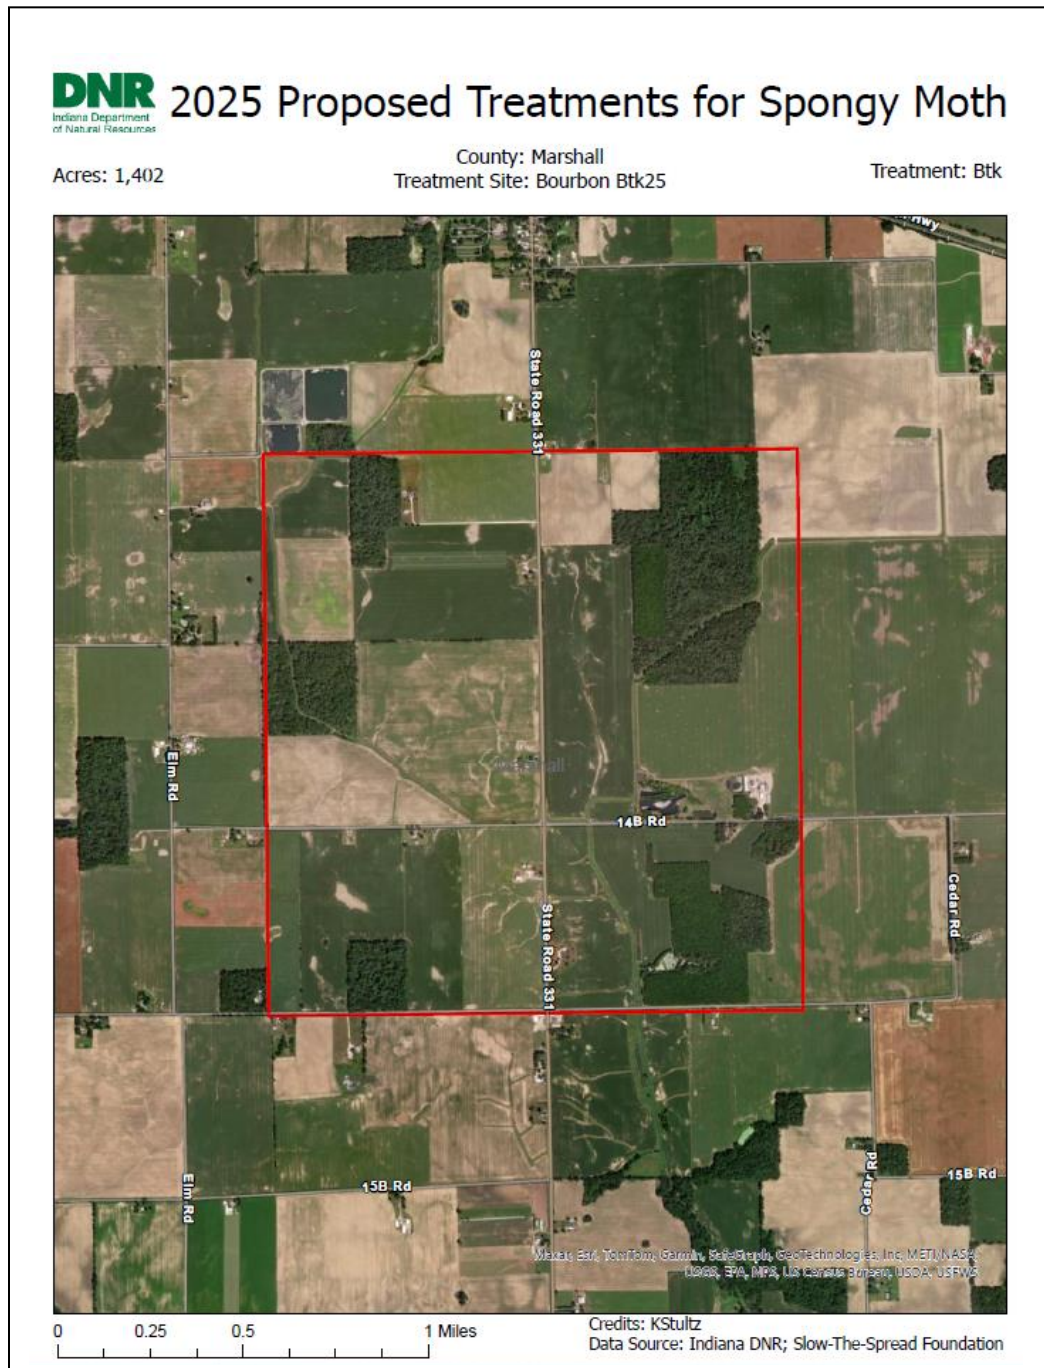 DNR
Indiana Department
of Natural Resources
2025 Proposed Treatments for Spongy Moth
Acres: 1,402
County: Marshall
Treatment Site: Bourbon Btk25
Treatment: Btk
Hwy
State Road 331
Elm Rd
Marshall
14B Rd
Cedar Rd
State Road 331
Elm Rd
15B Rd
Cedar Rd
15B Rd
Maxar, Esri, TomTom, Garmin, SafeGraph, GeoTechnologies, Inc, METI/NASA,
USGS, EPA, NPS, US Census Bureau, USDA, USFWS
0 0.25 0.5 1 Miles
Credits: KStultz
Data Source: Indiana DNR; Slow-The-Spread Foundation